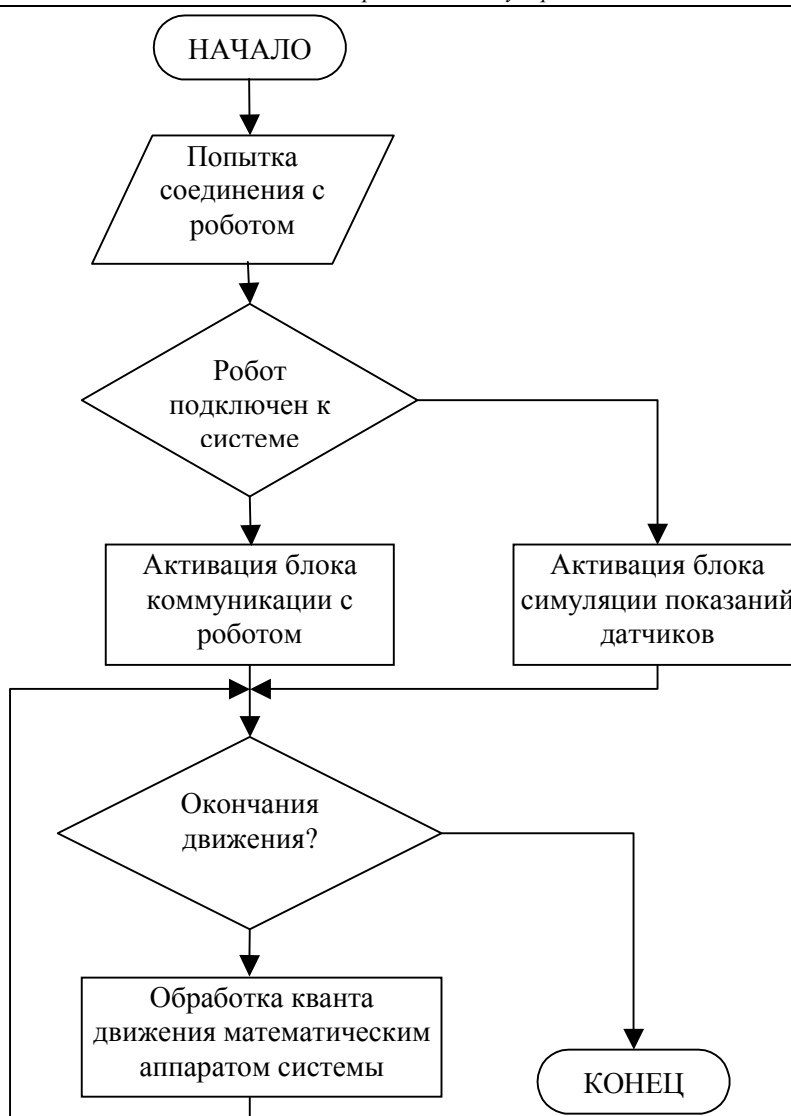 НАЧАЛО
Попытка
соединения с
роботом
Робот
подключен к
системе
Активация блока
коммуникации с
роботом
Активация блока
симуляции показаний
датчиков
Окончания
движения?
Обработка кванта
движения математическим
аппаратом системы
КОНЕЦ